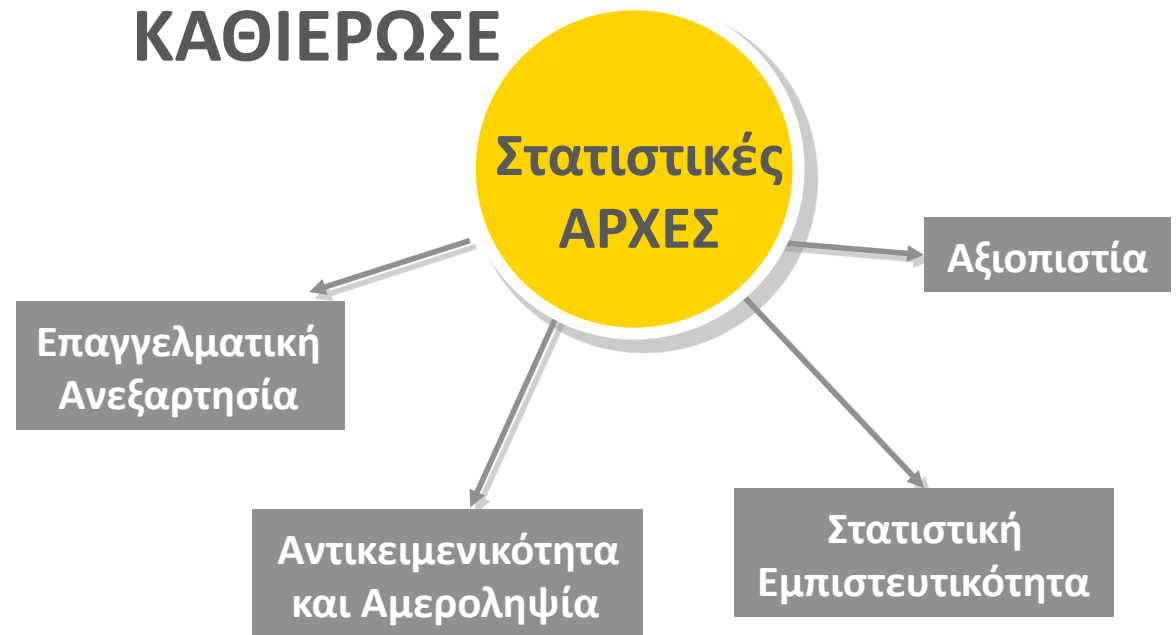 ΚΑΘΙΕΡΩΣΕ
Στατιστικές
ΑΡΧΕΣ
Αξιοπιστία
Επαγγελματική
Ανεξαρτησία
Αντικειμενικότητα
και Αμεροληψία
Στατιστική
Εμπιστευτικότητα